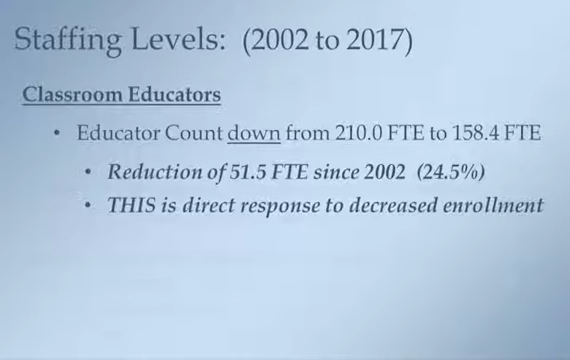 Staffing Levels: (2002 to 2017)
Classroom Educators
• Educator Count down from 210.0 FTE to 158.4 FTE
• Reduction of 51.5 FTE since 2002 (24.5%)
• THIS is direct response to decreased enrollment